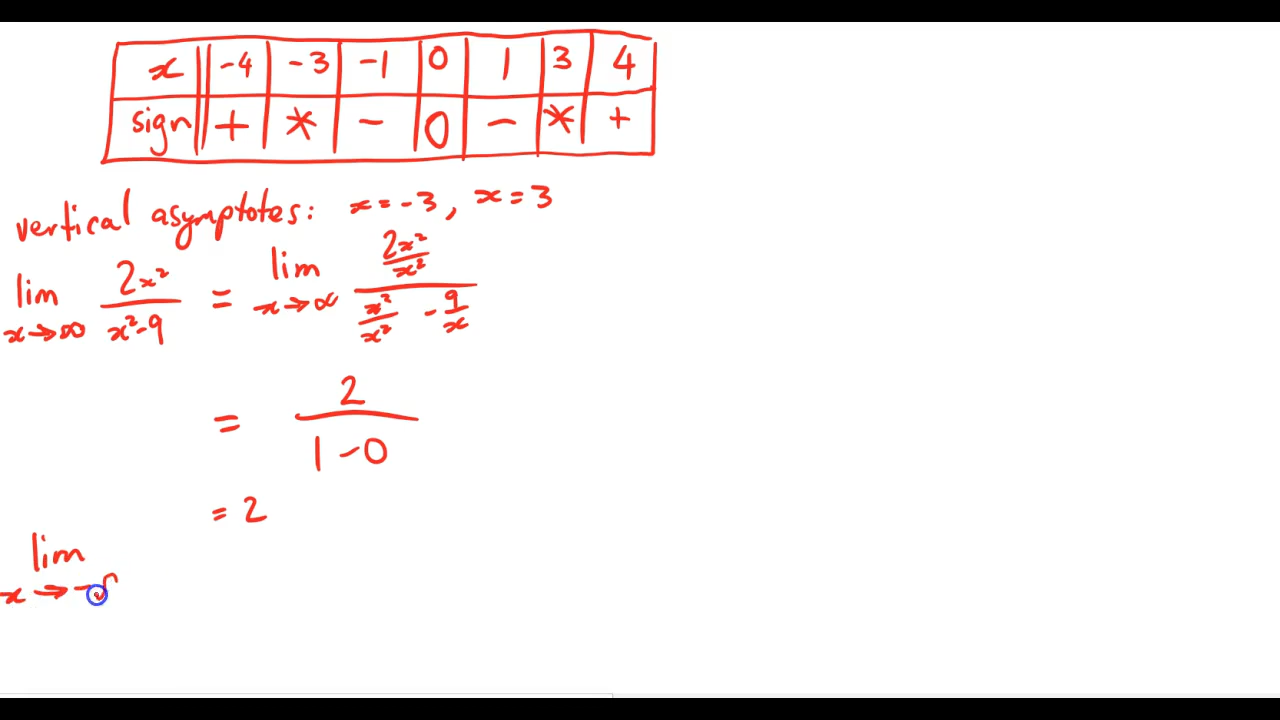 x -4 -3 -1 0 1 3 4
sign + * - 0 - * +
vertical asymptotes: x = -3, x = 3
lim x→∞ 2x²/(x²-9) = lim x→∞ (2x²/x²)/(x²/x² - 9/x)
= 2/(1-0)
= 2
lim x→-